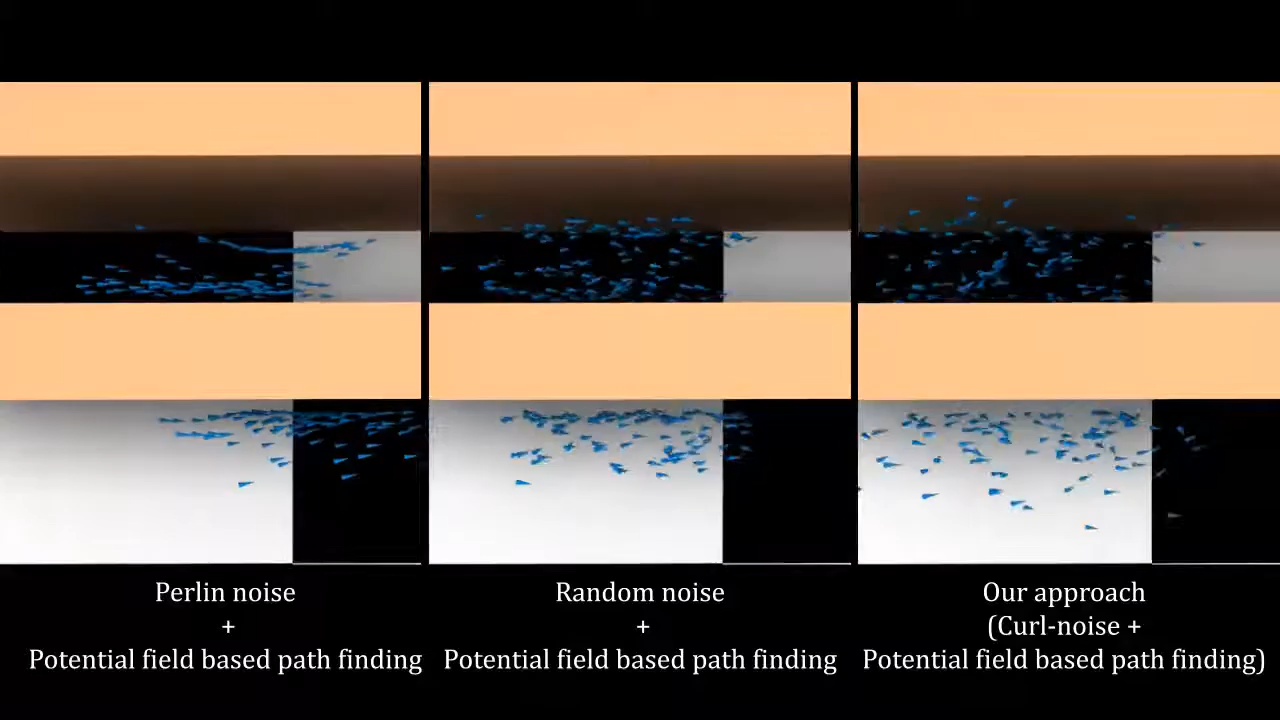 Perlin noise
+
Potential field based path finding
Random noise
+
Potential field based path finding
Our approach
(Curl-noise +
Potential field based path finding)